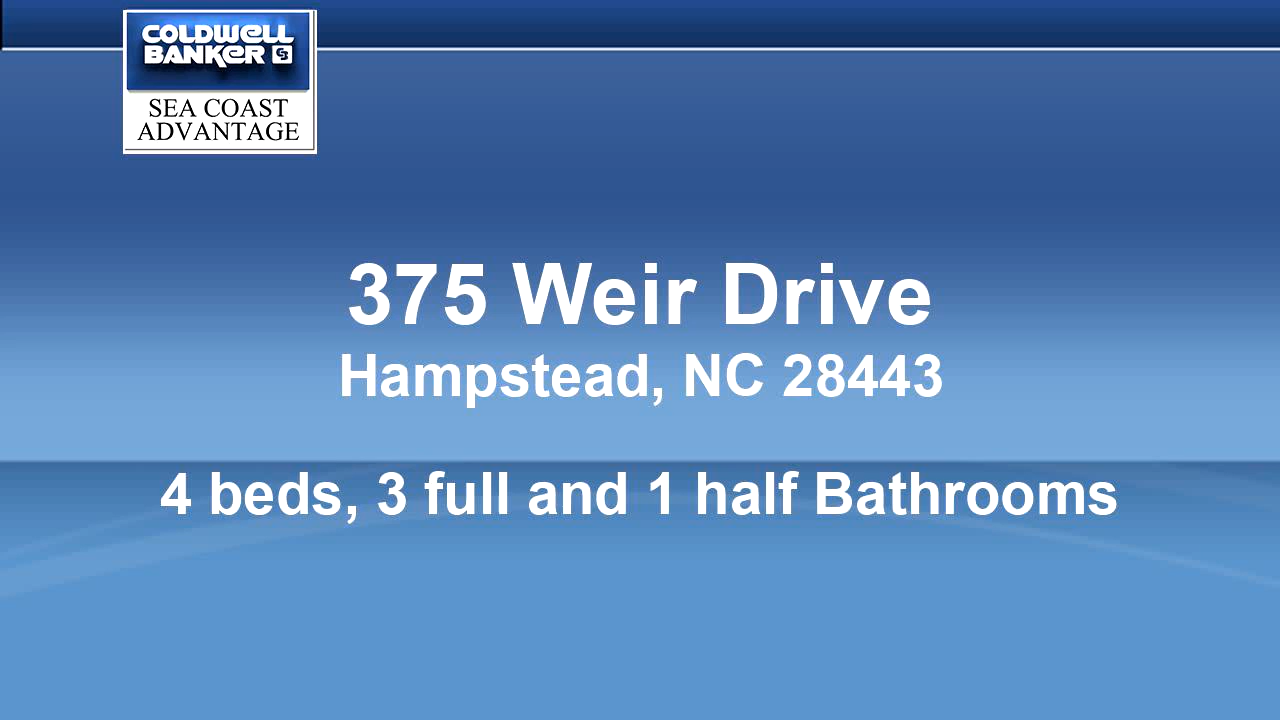 COLDWELL
BANKER CB
SEA COAST
ADVANTAGE
375 Weir Drive
Hampstead, NC 28443
4 beds, 3 full and 1 half Bathrooms